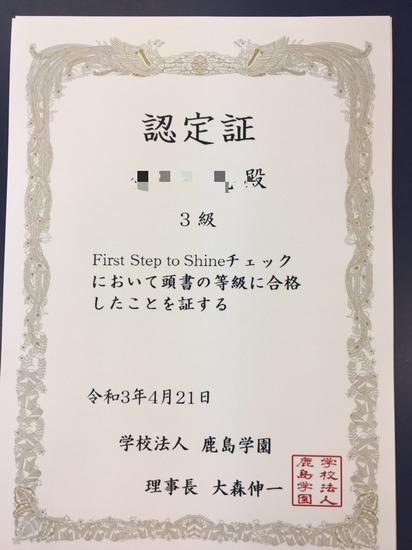 認定証
殿
3級
First Step to Shineチェック
において頭書の等級に合格
したことを証する
令和3年4月21日
学校法人 鹿島学園
理事長 大森伸一
学校法人
鹿島学園